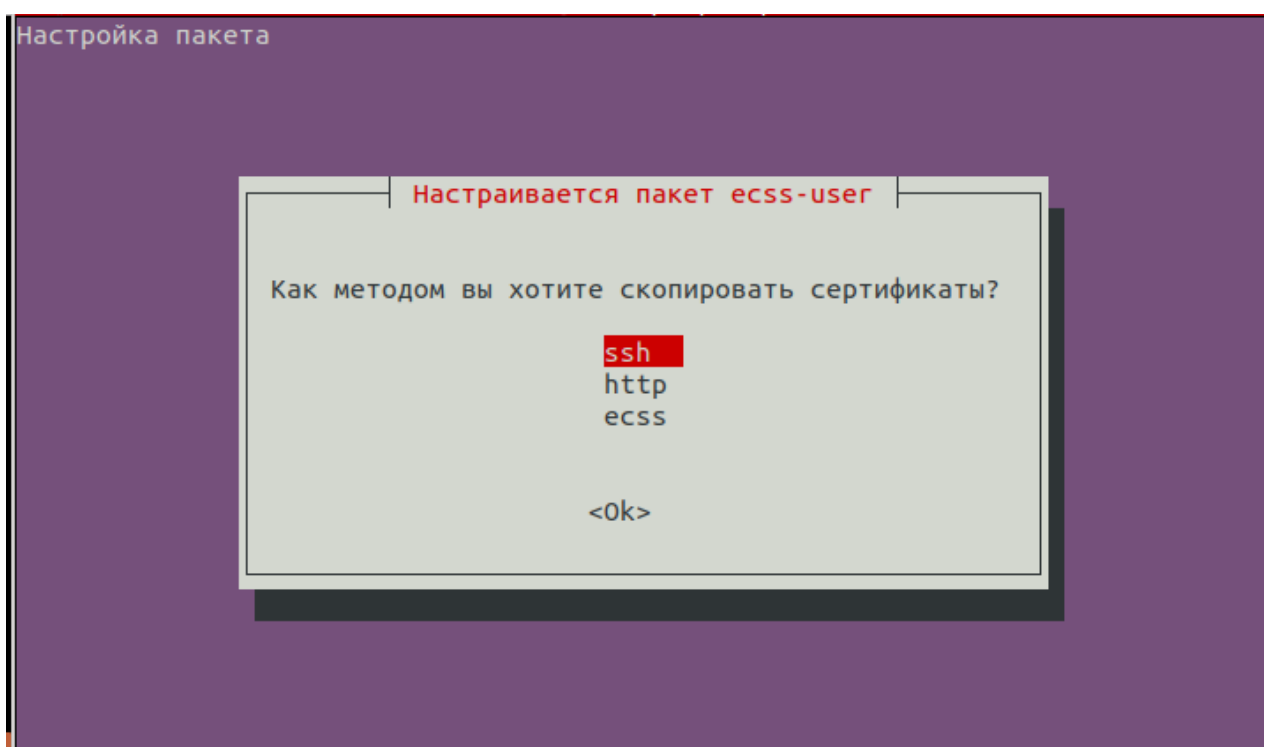 Настройка пакета
Настраивается пакет ecss-user
Как методом вы хотите скопировать сертификаты?
ssh
http
ecss
<Ok>